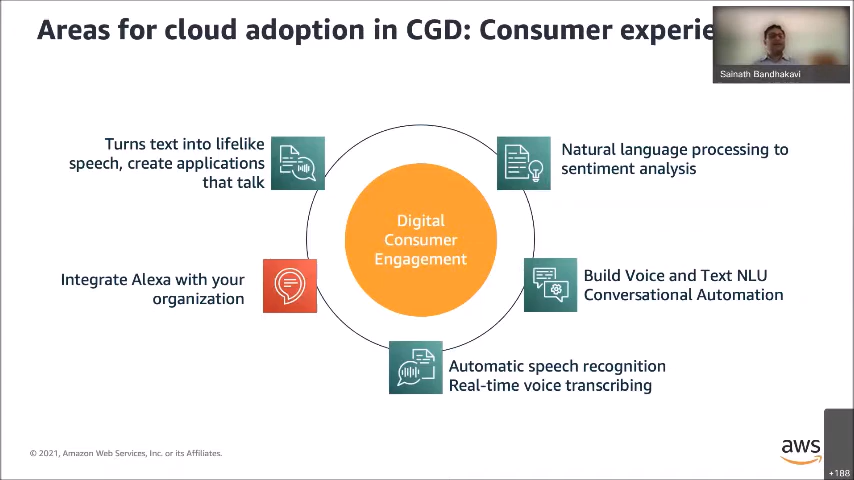 Areas for cloud adoption in CGD: Consumer experie
Sainath Bandhakavi
Turns text into lifelike
speech, create applications
that talk
Natural language processing to
sentiment analysis
Digital
Consumer
Engagement
Integrate Alexa with your
organization
Build Voice and Text NLU
Conversational Automation
Automatic speech recognition
Real-time voice transcribing
© 2021, Amazon Web Services, Inc. or its Affiliates.
aws
+188